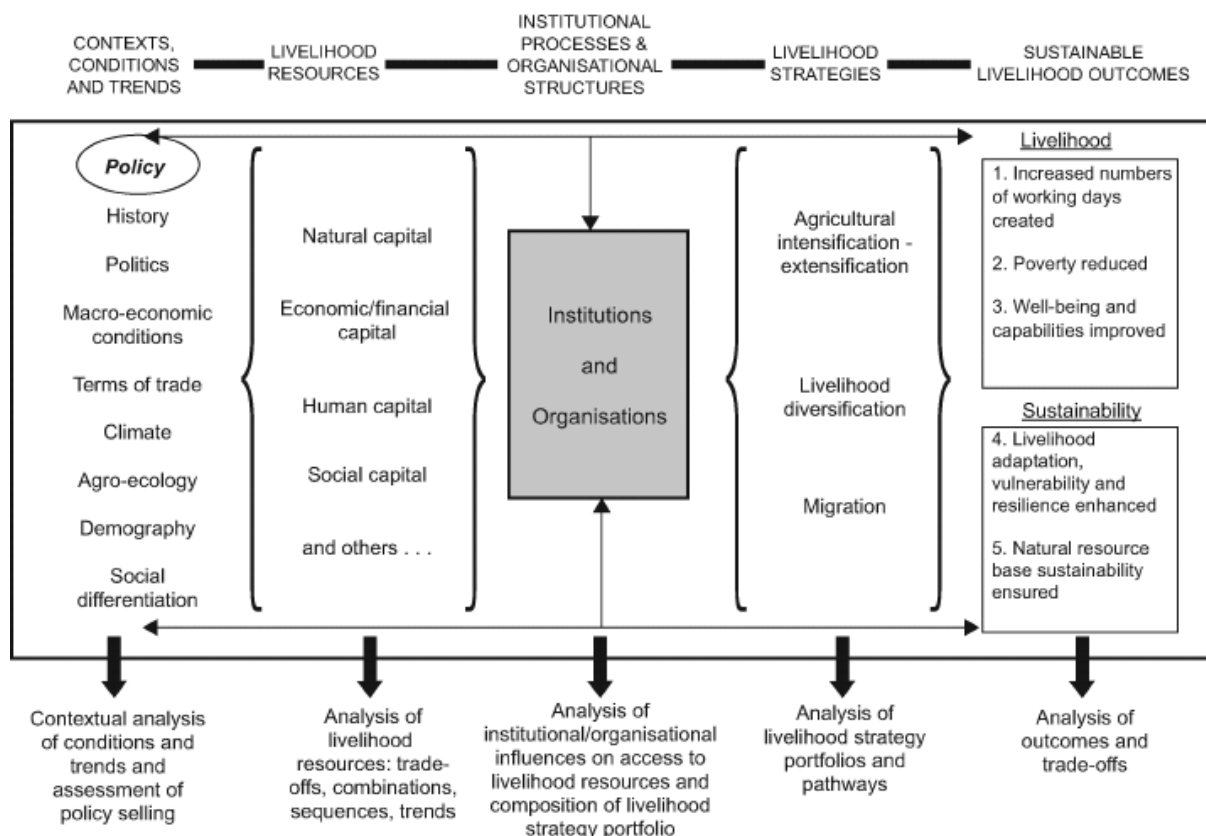 CONTEXTS,
CONDITIONS
AND TRENDS
LIVELIHOOD
RESOURCES
INSTITUTIONAL
PROCESSES &
ORGANISATIONAL
STRUCTURES
LIVELIHOOD
STRATEGIES
SUSTAINABLE
LIVELIHOOD OUTCOMES
Policy
History
Politics
Macro-economic
conditions
Terms of trade
Climate
Agro-ecology
Demography
Social
differentiation
Natural capital
Economic/financial
capital
Human capital
Social capital
and others . . .
Institutions
and
Organisations
Agricultural
intensification -
extensification
Livelihood
diversification
Migration
Livelihood
1. Increased numbers
of working days
created
2. Poverty reduced
3. Well-being and
capabilities improved
Sustainability
4. Livelihood
adaptation,
vulnerability and
resilience enhanced
5. Natural resource
base sustainability
ensured
Contextual analysis
of conditions and
trends and
assessment of
policy selling
Analysis of
livelihood
resources: trade-
offs, combinations,
sequences, trends
Analysis of
institutional/organisational
influences on access to
livelihood resources and
composition of livelihood
strategy portfolio
Analysis of
livelihood strategy
portfolios and
pathways
Analysis of
outcomes and
trade-offs